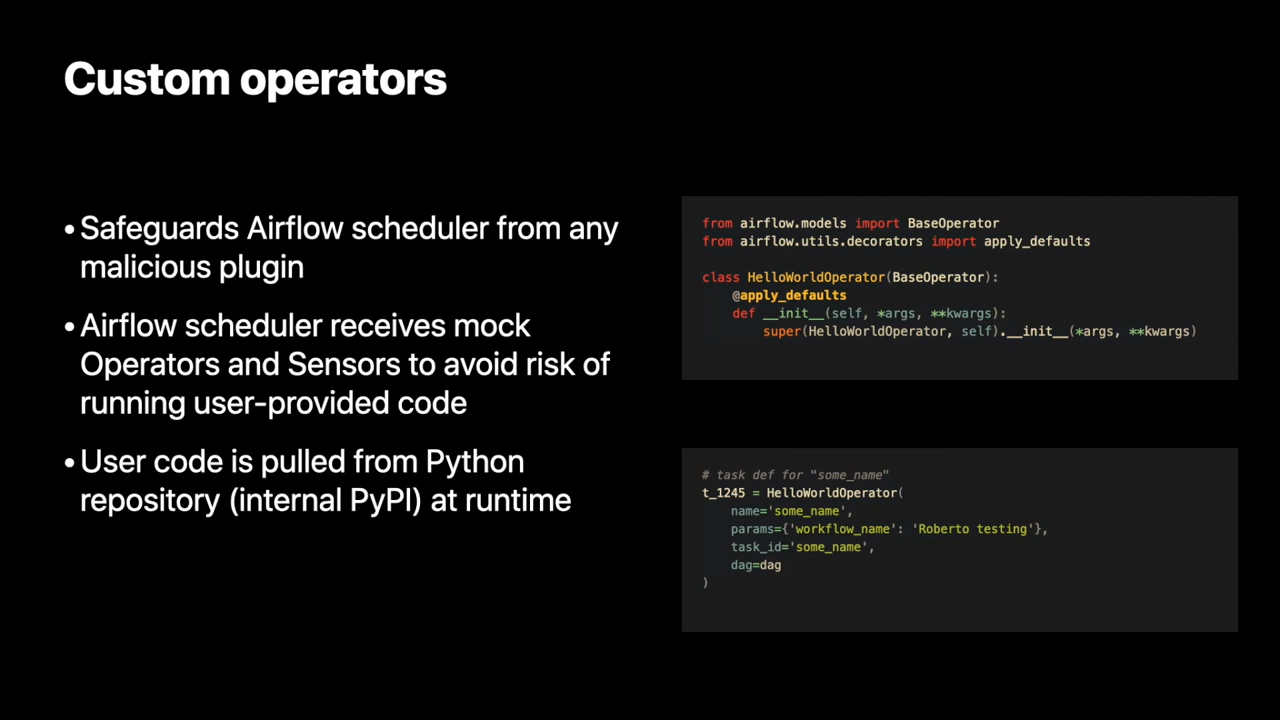 Custom operators
• Safeguards Airflow scheduler from any
malicious plugin
• Airflow scheduler receives mock
Operators and Sensors to avoid risk of
running user-provided code
• User code is pulled from Python
repository (internal PyPI) at runtime
from airflow.models import BaseOperator
from airflow.utils.decorators import apply_defaults
class HelloWorldOperator(BaseOperator):
    @apply_defaults
    def __init__(self, *args, **kwargs):
        super(HelloWorldOperator, self).__init__(*args, **kwargs)
# task def for "some_name"
t_1245 = HelloWorldOperator(
    name='some_name',
    params={'workflow_name': 'Roberto testing'},
    task_id='some_name',
    dag=dag
)